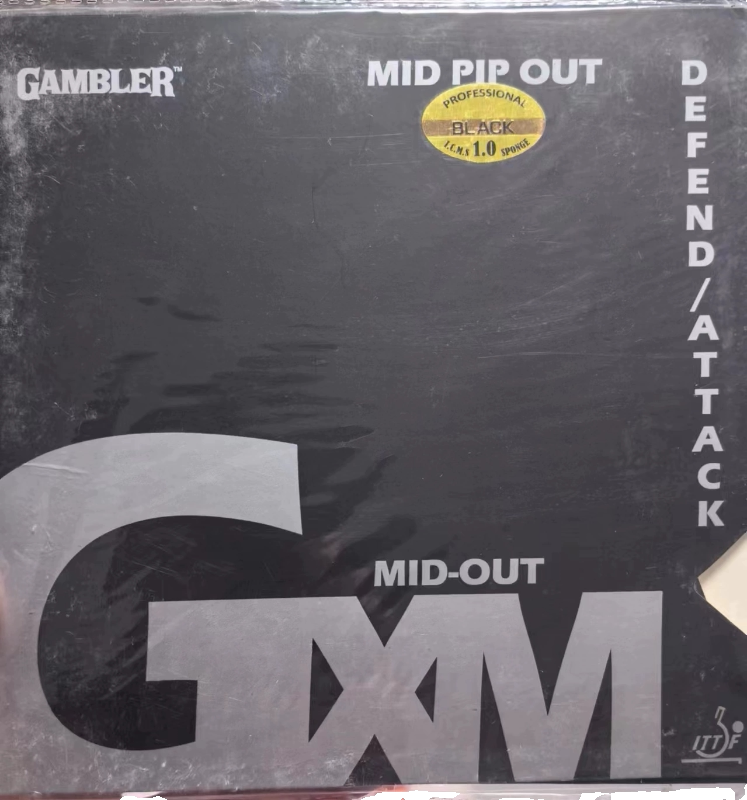 GAMBLER™
MID PIP OUT
PROFESSIONAL
BLACK
1.0 SPONGE
DEFEND/ATTACK
MID-OUT
GXM
ITTF